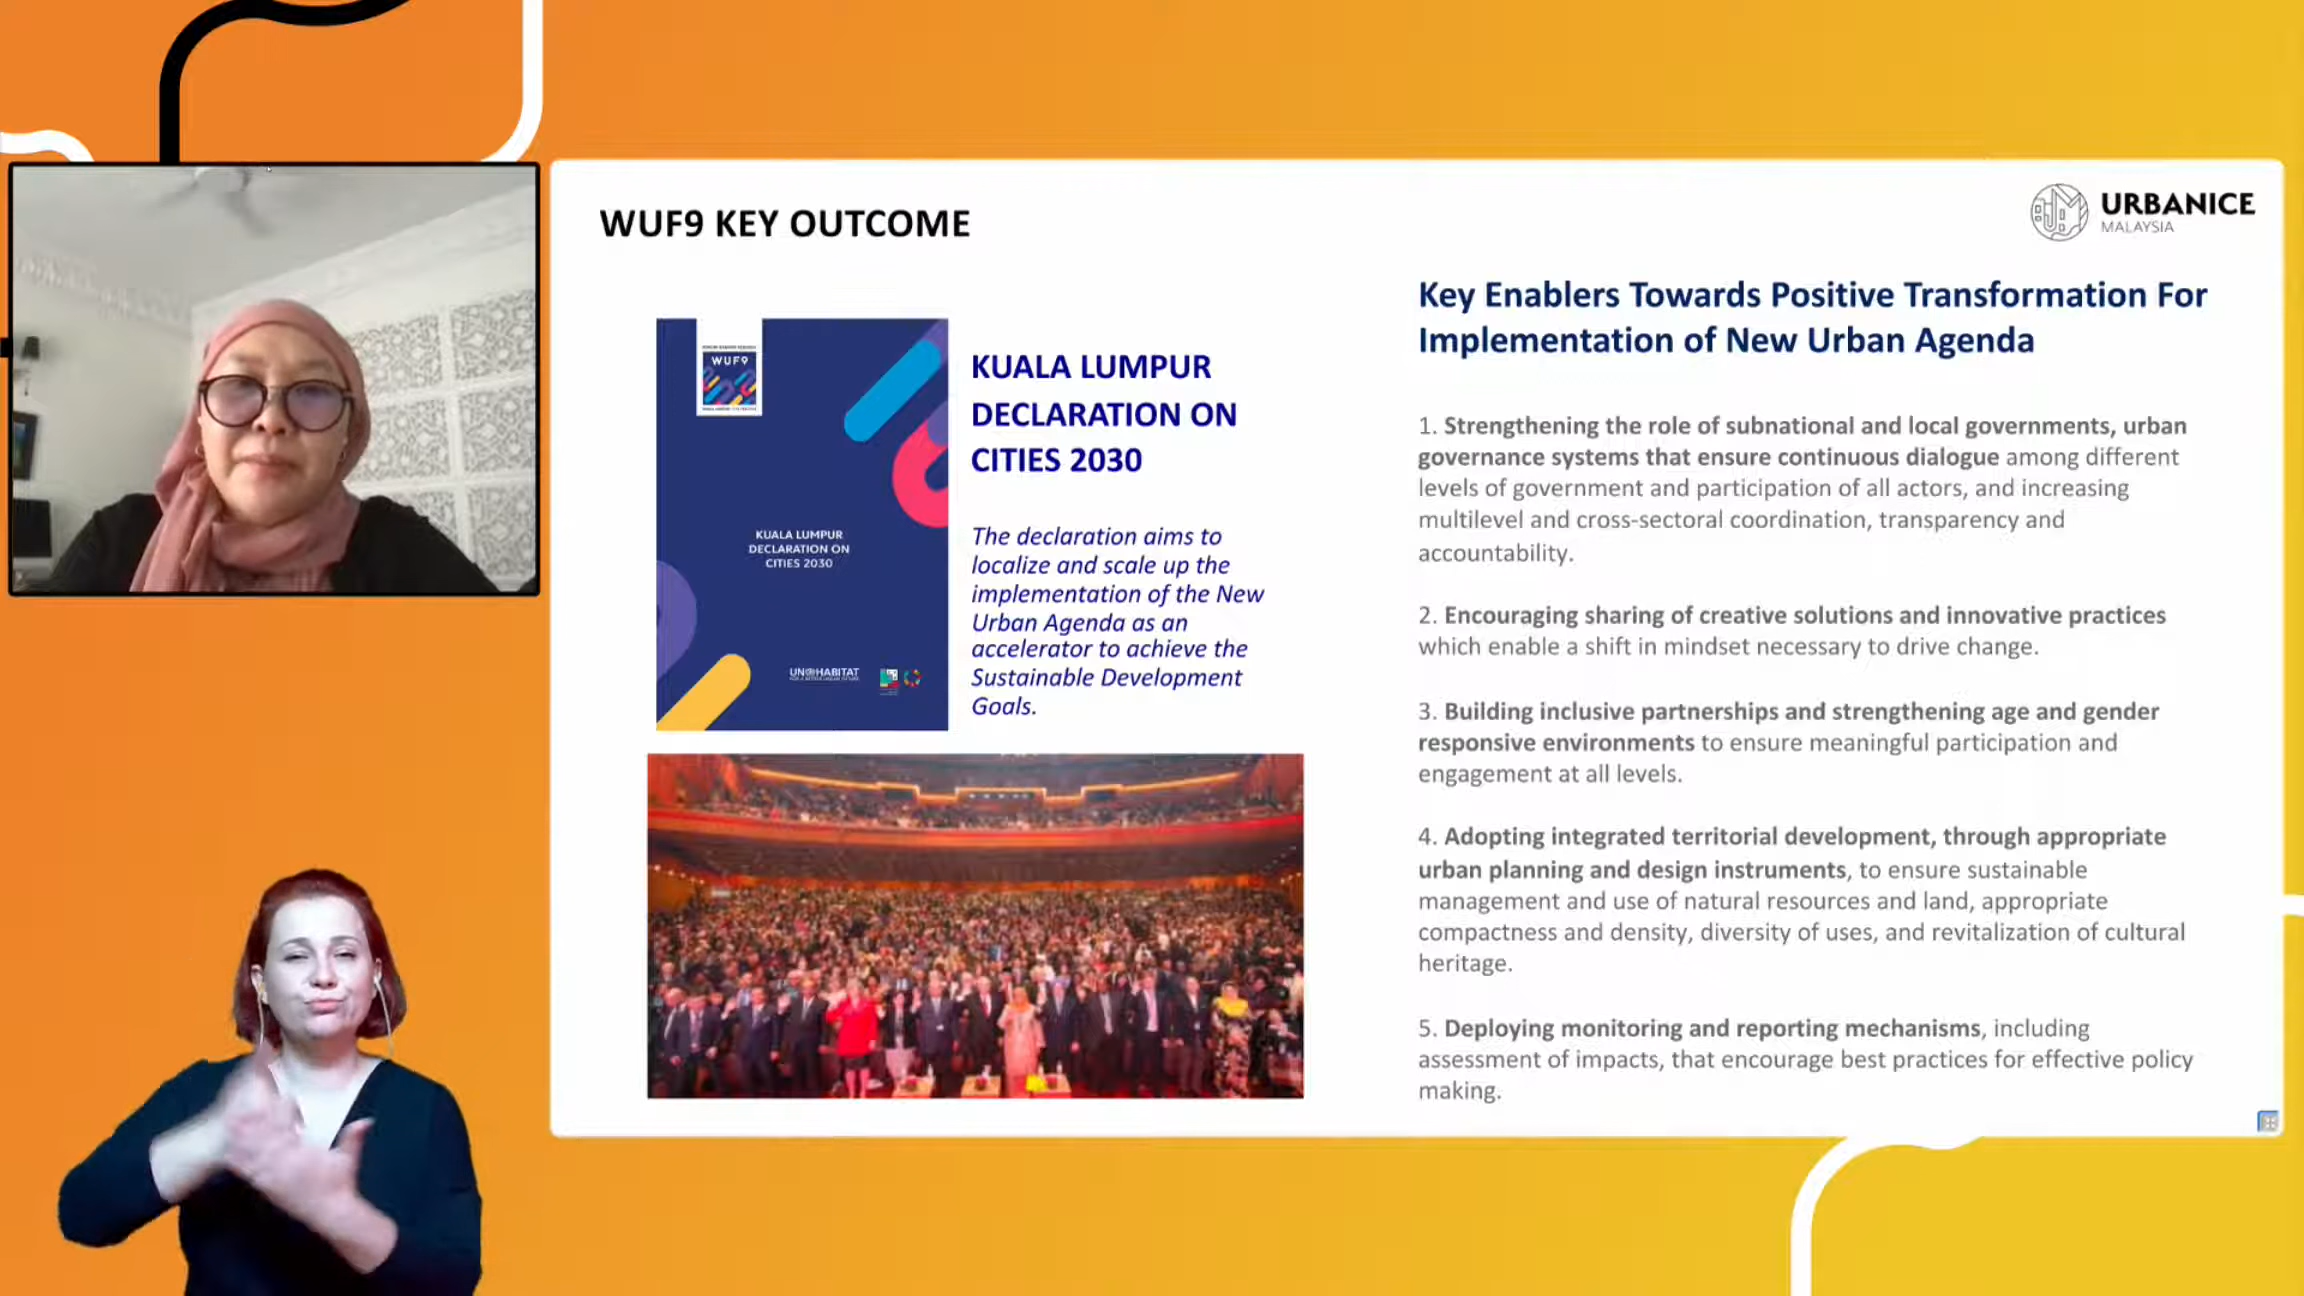 WUF9 KEY OUTCOME
URBANICE
MALAYSIA
WUF9
KUALA LUMPUR
DECLARATION ON
CITIES 2030
UN HABITAT
FOR A BETTER URBAN FUTURE
KUALA LUMPUR
DECLARATION ON
CITIES 2030
The declaration aims to
localize and scale up the
implementation of the New
Urban Agenda as an
accelerator to achieve the
Sustainable Development
Goals.
Key Enablers Towards Positive Transformation For
Implementation of New Urban Agenda
1. Strengthening the role of subnational and local governments, urban
governance systems that ensure continuous dialogue among different
levels of government and participation of all actors, and increasing
multilevel and cross-sectoral coordination, transparency and
accountability.
2. Encouraging sharing of creative solutions and innovative practices
which enable a shift in mindset necessary to drive change.
3. Building inclusive partnerships and strengthening age and gender
responsive environments to ensure meaningful participation and
engagement at all levels.
4. Adopting integrated territorial development, through appropriate
urban planning and design instruments, to ensure sustainable
management and use of natural resources and land, appropriate
compactness and density, diversity of uses, and revitalization of cultural
heritage.
5. Deploying monitoring and reporting mechanisms, including
assessment of impacts, that encourage best practices for effective policy
making.